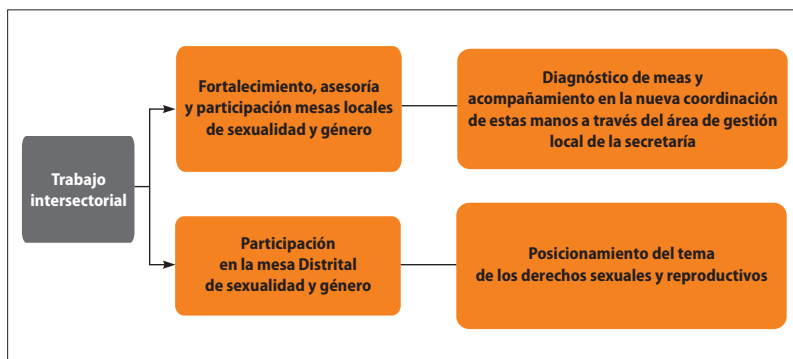 Trabajo
intersectorial
Fortalecimiento, asesoría
y participación mesas locales
de sexualidad y género
Diagnóstico de meas y
acompañamiento en la nueva coordinación
de estas manos a través del área de gestión
local de la secretaría
Participación
en la mesa Distrital
de sexualidad y género
Posicionamiento del tema
de los derechos sexuales y reproductivos